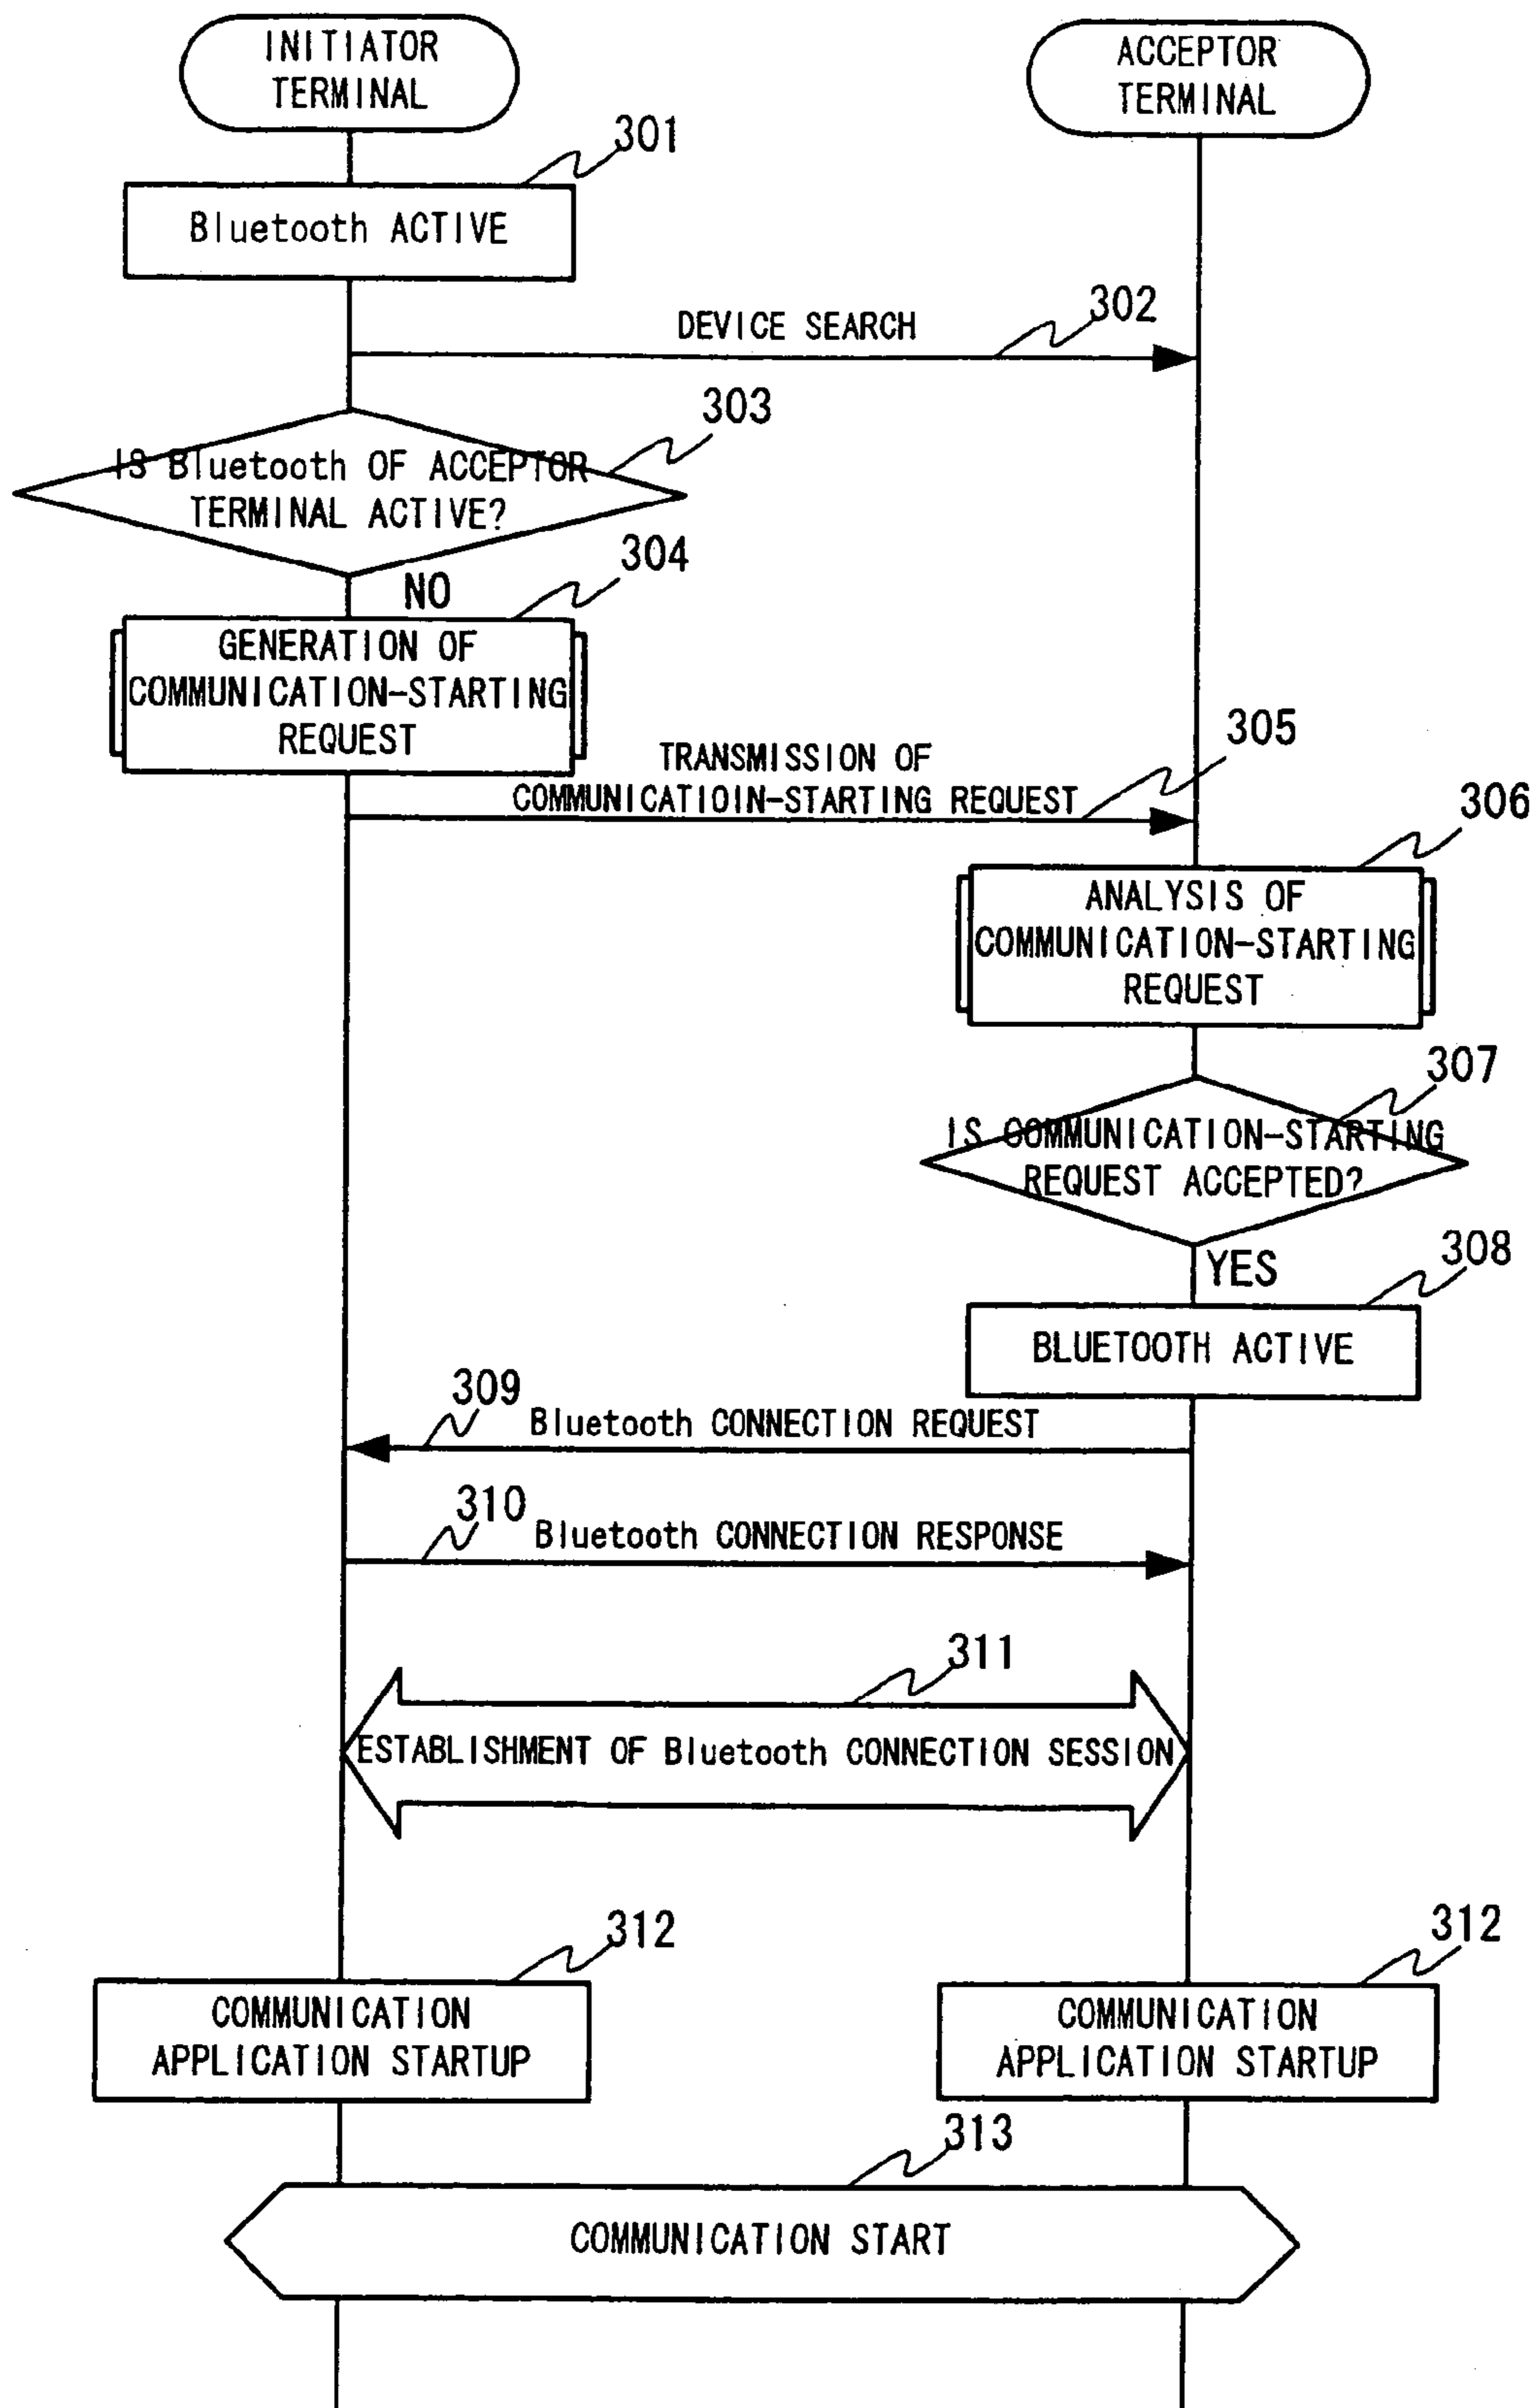 INITIATOR
TERMINAL
ACCEPTOR
TERMINAL
301
Bluetooth ACTIVE
302
DEVICE SEARCH
303
IS Bluetooth OF ACCEPTOR
TERMINAL ACTIVE?
304
NO
GENERATION OF
COMMUNICATION-STARTING
REQUEST
305
TRANSMISSION OF
COMMUNICATIOIN-STARTING REQUEST
306
ANALYSIS OF
COMMUNICATION-STARTING
REQUEST
307
IS COMMUNICATION-STARTING
REQUEST ACCEPTED?
308
YES
BLUETOOTH ACTIVE
309
Bluetooth CONNECTION REQUEST
310
Bluetooth CONNECTION RESPONSE
311
ESTABLISHMENT OF Bluetooth CONNECTION SESSION
312
COMMUNICATION
APPLICATION STARTUP
312
COMMUNICATION
APPLICATION STARTUP
313
COMMUNICATION START